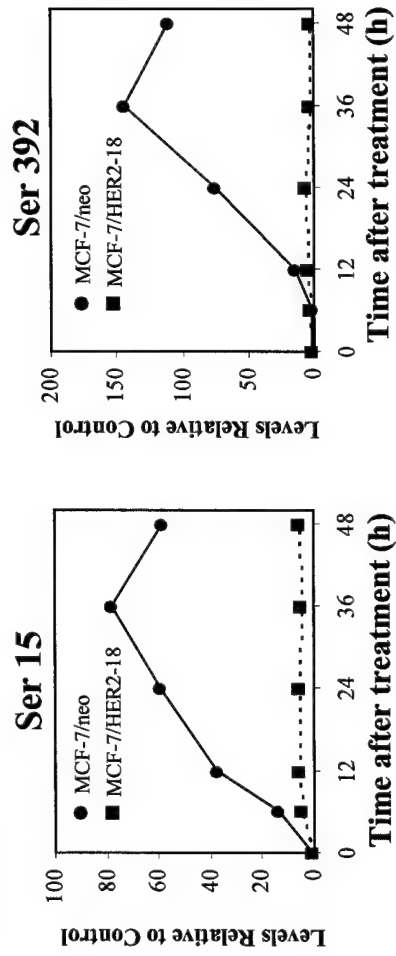 Ser 15
Levels Relative to Control
100
80
60
40
20
0
MCF-7/neo
MCF-7/HER2-18
0 6 12 24 36 48
Time after treatment (h)
Ser 392
Levels Relative to Control
200
150
100
50
0
MCF-7/neo
MCF-7/HER2-18
0 12 24 36 48
Time after treatment (h)